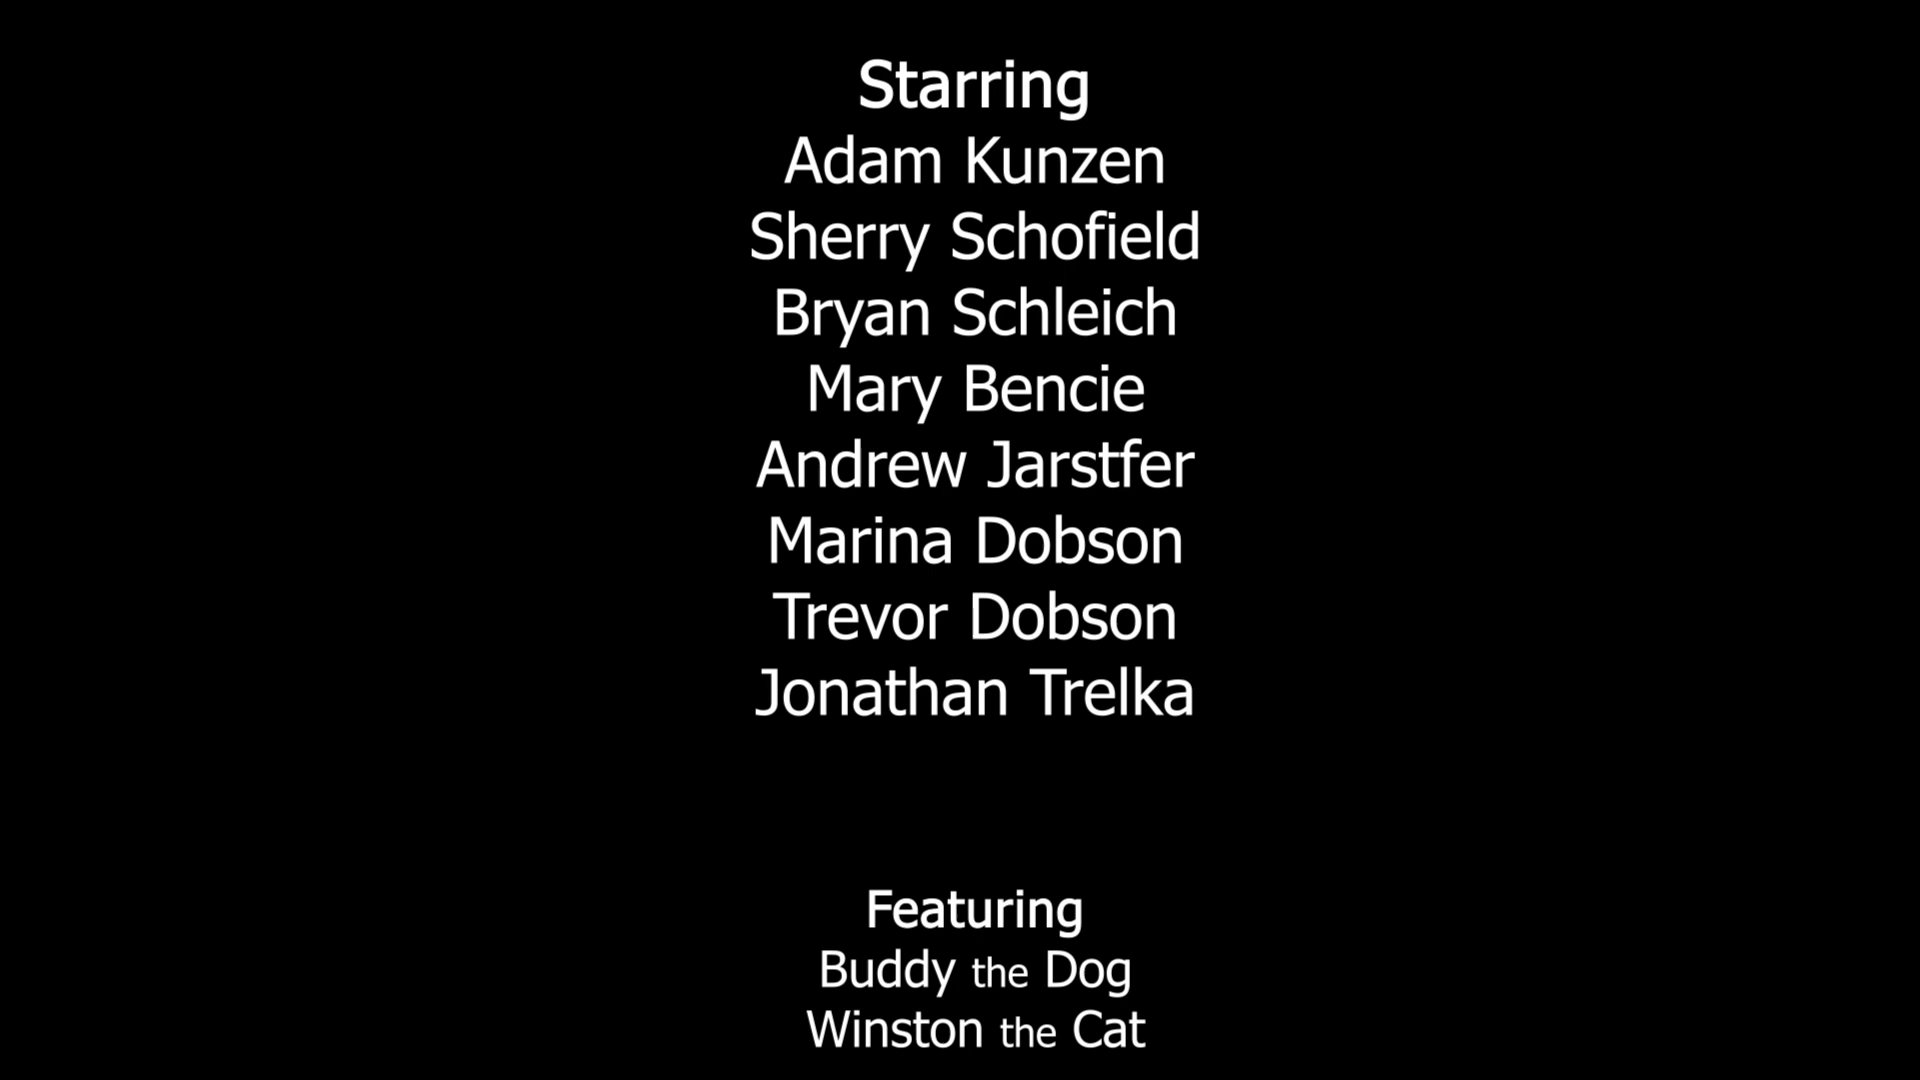 Starring
Adam Kunzen
Sherry Schofield
Bryan Schleich
Mary Bencie
Andrew Jarstfer
Marina Dobson
Trevor Dobson
Jonathan Trelka
Featuring
Buddy the Dog
Winston the Cat